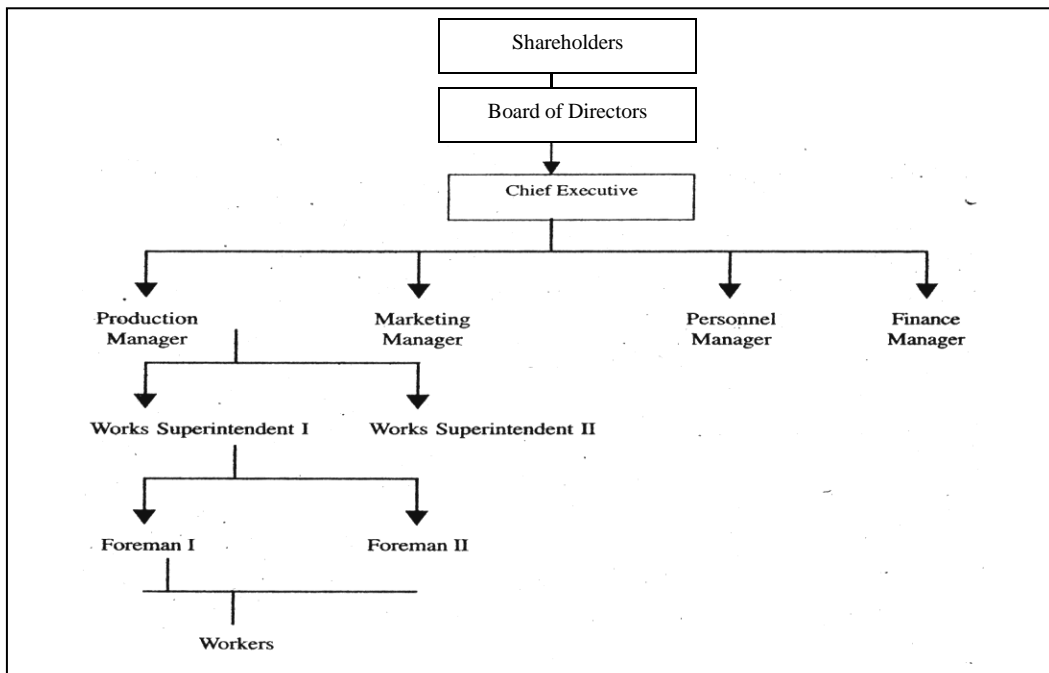 Shareholders
Board of Directors
Chief Executive
Production
Manager
Marketing
Manager
Personnel
Manager
Finance
Manager
Works Superintendent I
Works Superintendent II
Foreman I
Foreman II
Workers